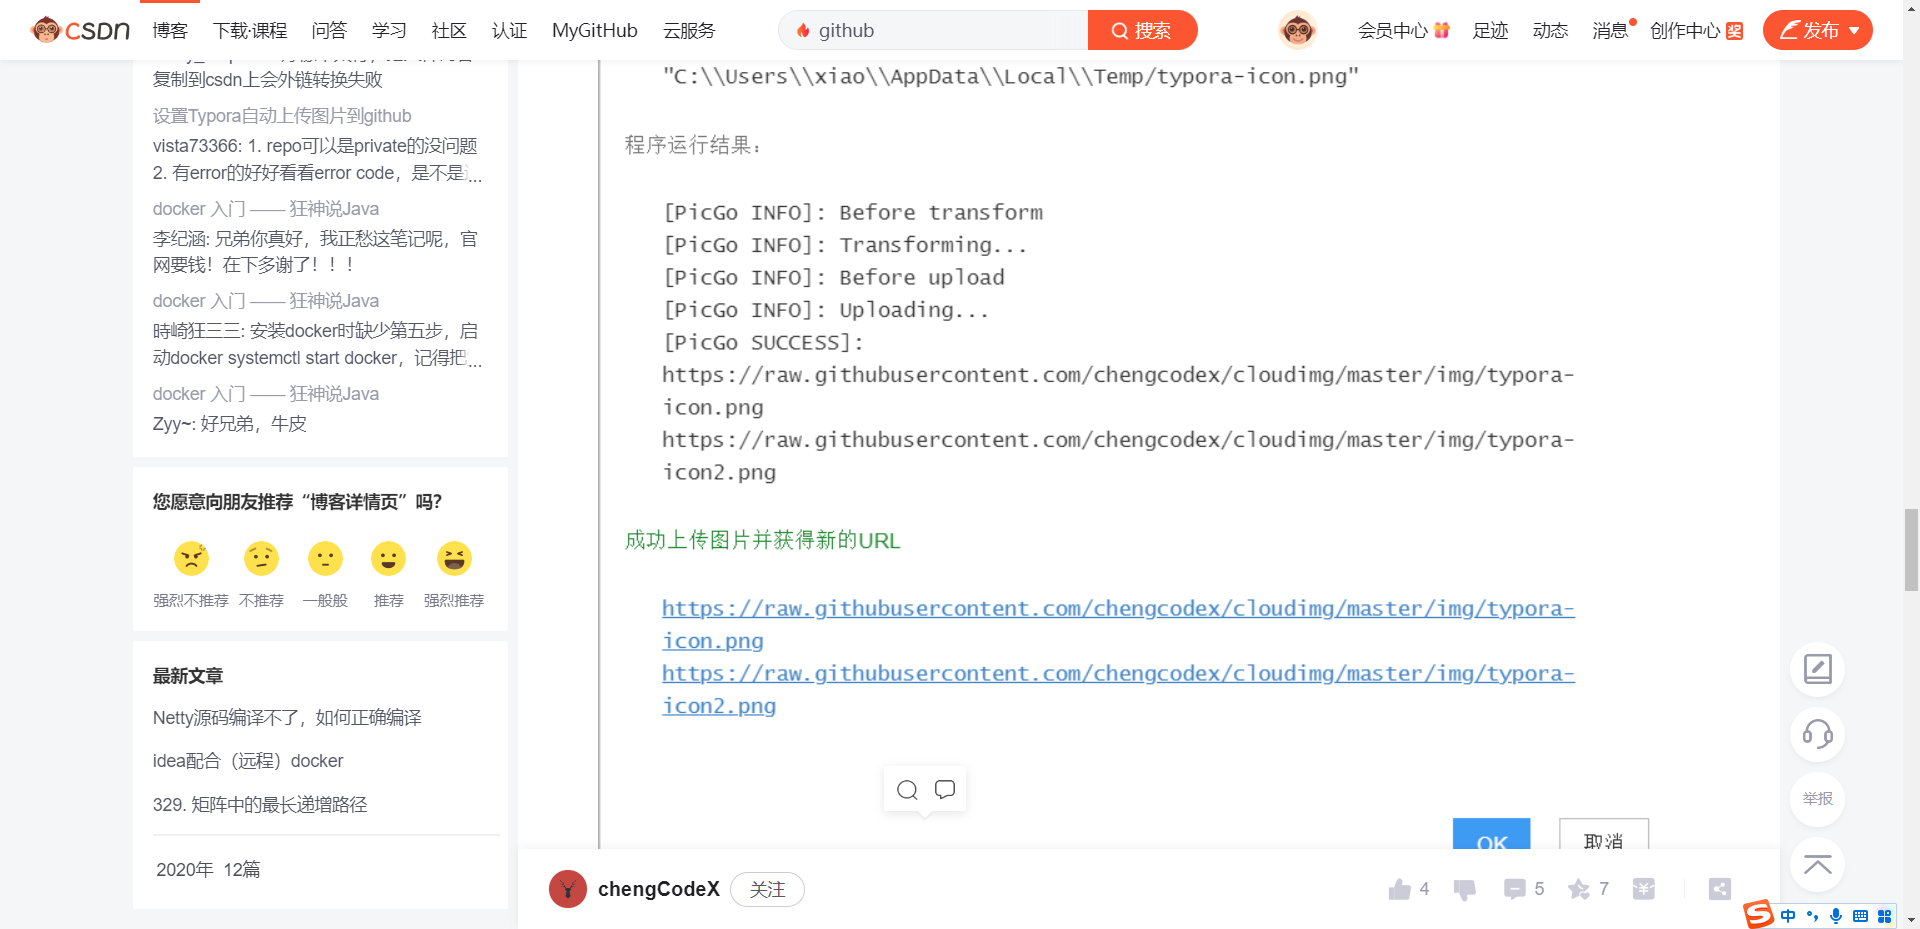 CSDN 博客 下载·课程 问答 学习 社区 认证 MyGitHub 云服务 github 搜索 会员中心 足迹 动态 消息 创作中心 奖 发布
复制到csdn上会外链转换失败
设置Typora自动上传图片到github
vista73366: 1. repo可以是private的没问题
2. 有error的好好看看error code，是不是...
docker 入门 —— 狂神说Java
李纪涵: 兄弟你真好，我正愁这笔记呢，官
网要钱！在下多谢了！！！
docker 入门 —— 狂神说Java
時崎狂三三: 安装docker时缺少第五步，启
动docker systemctl start docker，记得把...
docker 入门 —— 狂神说Java
Zyy~: 好兄弟，牛皮
您愿意向朋友推荐“博客详情页”吗？
强烈不推荐 不推荐 一般般 推荐 强烈推荐
最新文章
Netty源码编译不了，如何正确编译
idea配合（远程）docker
329. 矩阵中的最长递增路径
2020年 12篇
"C:\\Users\\xiao\\AppData\\Local\\Temp/typora-icon.png"
程序运行结果：
[PicGo INFO]: Before transform
[PicGo INFO]: Transforming...
[PicGo INFO]: Before upload
[PicGo INFO]: Uploading...
[PicGo SUCCESS]:
https://raw.githubusercontent.com/chengcodex/cloudimg/master/img/typora-
icon.png
https://raw.githubusercontent.com/chengcodex/cloudimg/master/img/typora-
icon2.png
成功上传图片并获得新的URL
https://raw.githubusercontent.com/chengcodex/cloudimg/master/img/typora-
icon.png
https://raw.githubusercontent.com/chengcodex/cloudimg/master/img/typora-
icon2.png
OK 取消
chengCodeX 关注 4 5 7
举报
中